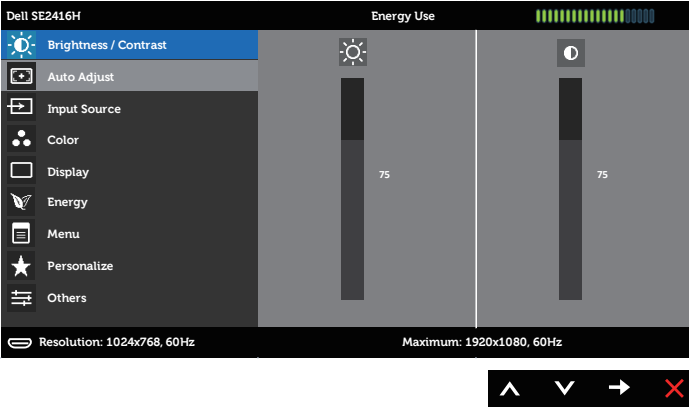 Dell SE2416H Energy Use
Brightness / Contrast
Auto Adjust
Input Source
Color
Display
75 75
Energy
Menu
Personalize
Others
Resolution: 1024x768, 60Hz Maximum: 1920x1080, 60Hz